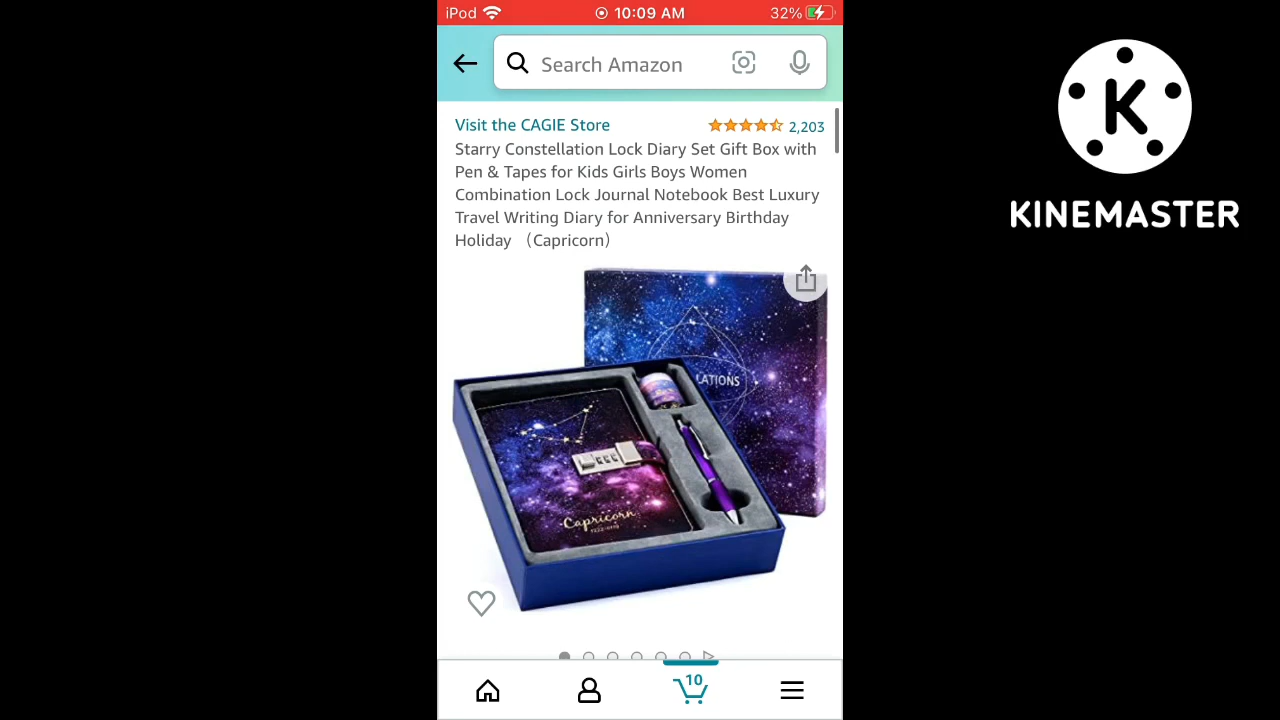 iPod 10:09 AM 32%
Search Amazon
KINEMASTER
Visit the CAGIE Store 2,203
Starry Constellation Lock Diary Set Gift Box with
Pen & Tapes for Kids Girls Boys Women
Combination Lock Journal Notebook Best Luxury
Travel Writing Diary for Anniversary Birthday
Holiday （Capricorn）
LATIONS
Capricorn
10